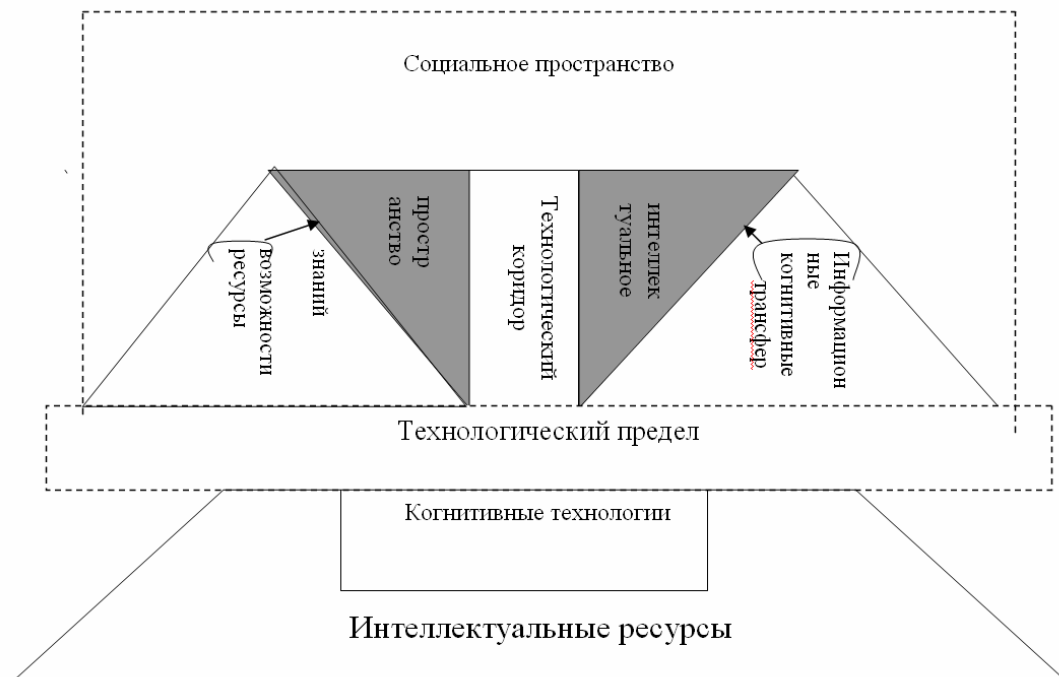 Социальное пространство
ресурсы
возможности
знаний
простр
анство
Технологический
коридор
интеллек
туальное
Информацион
ные
когнитивные
трансфер
Технологический предел
Когнитивные технологии
Интеллектуальные ресурсы